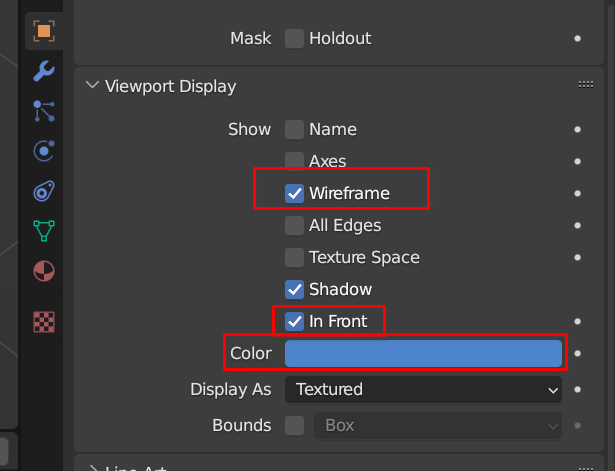 Mask Holdout
Viewport Display
Show Name
Axes
Wireframe
All Edges
Texture Space
Shadow
In Front
Color
Display As Textured
Bounds Box
Line Art